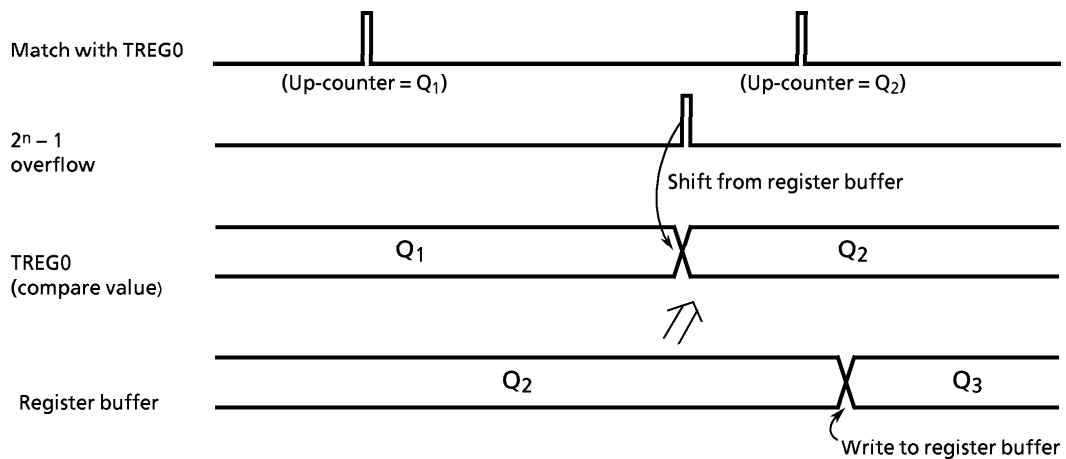 Match with TREG0
(Up-counter = Q1)
(Up-counter = Q2)
2ⁿ – 1
overflow
Shift from register buffer
TREG0
(compare value)
Q1
Q2
Register buffer
Q2
Q3
Write to register buffer